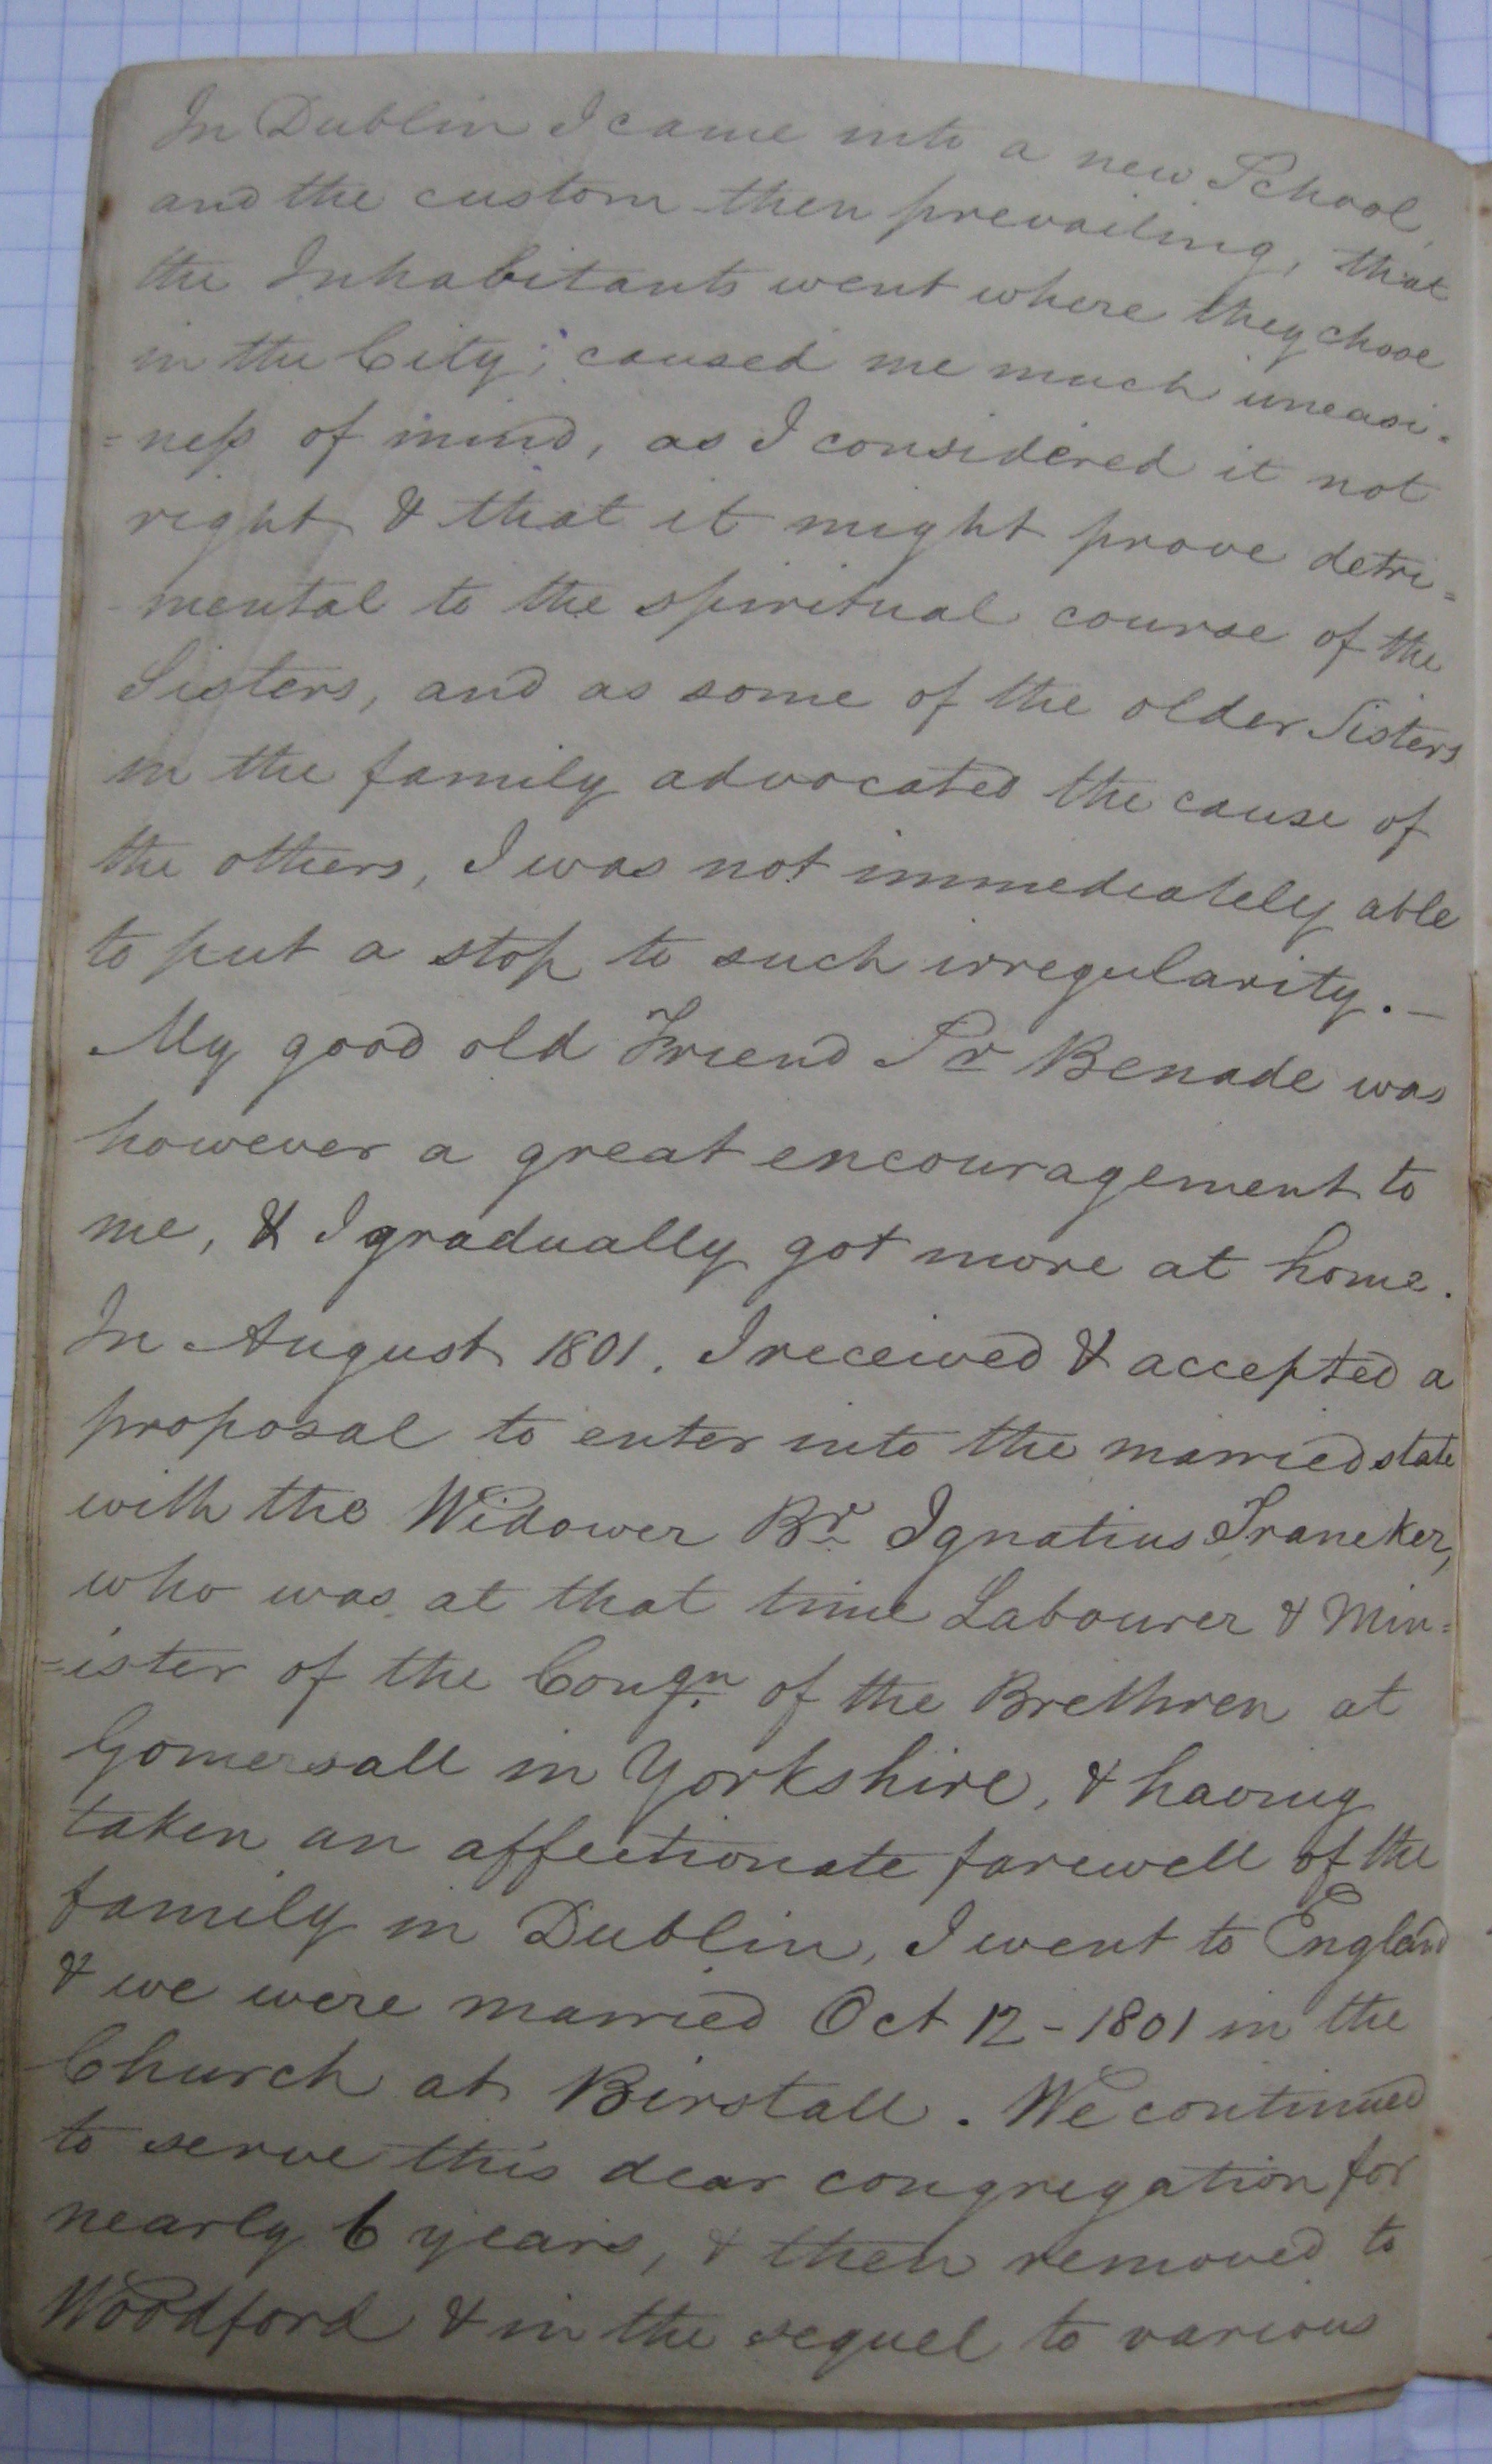 In Dublin I came into a new School,
and the custom then prevailing, that
the Inhabitants went where they chose
in the City; caused me much uneasi-
=ness of mind, as I considered it not
right & that it might prove detri=
mental to the spiritual course of the
Sisters, and as some of the older Sisters
in the family advocated the cause of
the others, I was not immediately able
to put a stop to such irregularity. —
My good old Friend Sr Benade was
however a great encouragement to
me, & I gradually got more at home.
In August 1801. I received & accepted a
proposal to enter into the married state
with the Widower Br. Ignatius Traneker,
who was at that time Labourer & Min=
=ister of the Congn. of the Brethren at
Gomersall in Yorkshire, & having
taken an affectionate farewell of the
family in Dublin, I went to England
& we were married Oct 12 - 1801 in the
Church at Birstall. We continued
to serve this dear congregation for
nearly 6 years, & then removed to
Woodford & in the sequel to various